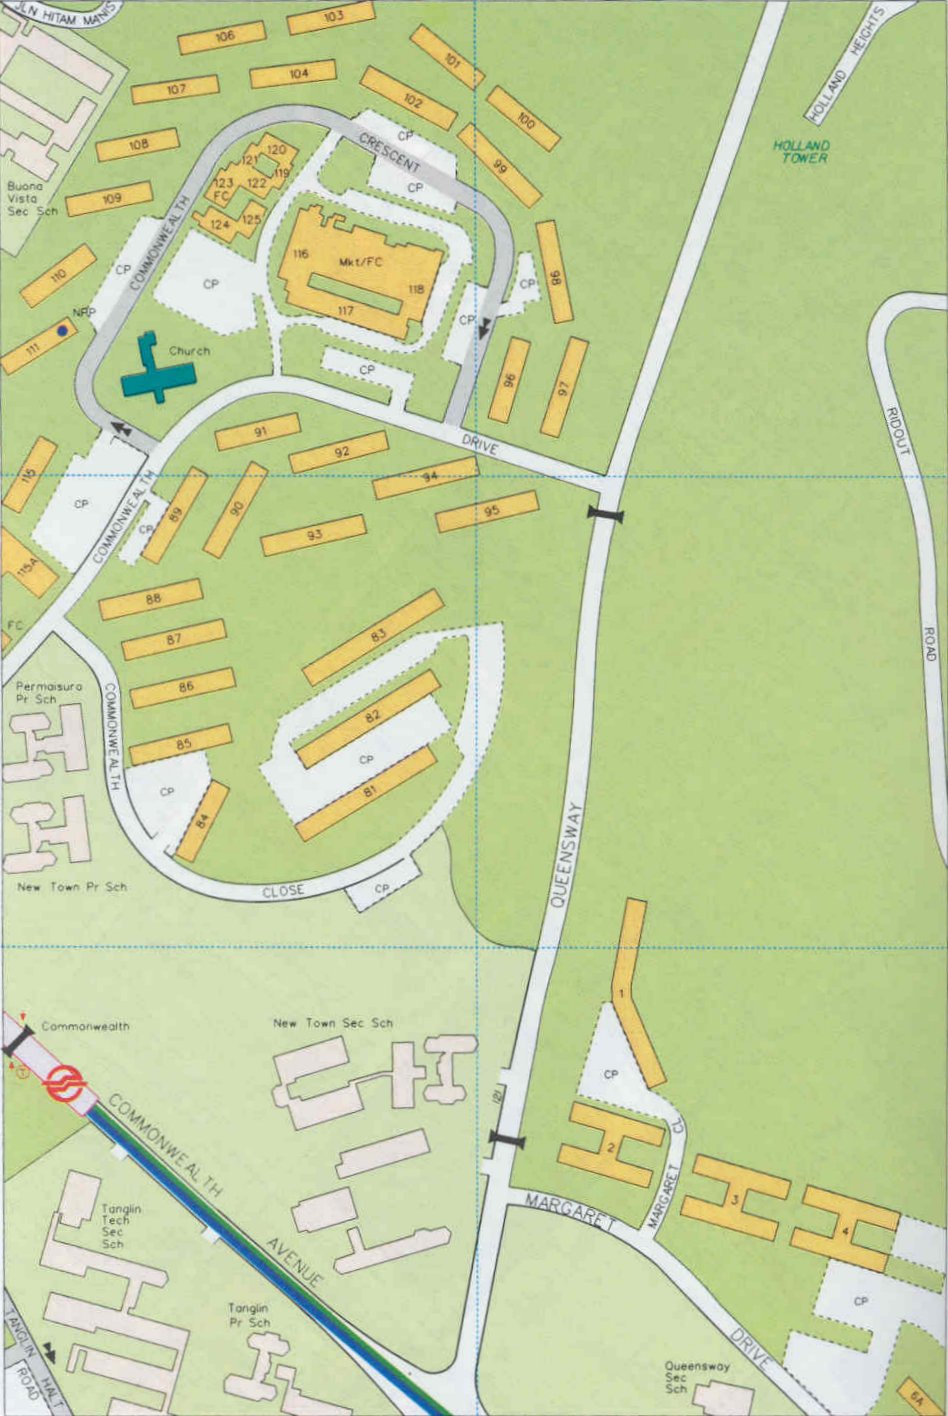 JLN HITAM MANIS
103
106
101
104
107
102
100
HOLLAND HEIGHTS
HOLLAND
TOWER
108
CP
CRESCENT
99
120
121
119
123
122
FC
CP
Buona
Vista
Sec Sch
109
124
125
COMMONWEALTH
116
Mkt/FC
118
117
98
110
CP
CP
CP
NPP
CP
111
Church
CP
96
97
RIDOUT
ROAD
91
92
DRIVE
94
115
CP
COMMONWEALTH
CP
89
90
93
95
115A
88
FC
87
83
86
Permaisura
Pr Sch
COMMONWEALTH
82
85
CP
CP
81
84
New Town Pr Sch
CLOSE
CP
QUEENSWAY
1
Commonwealth
New Town Sec Sch
CP
121
COMMONWEALTH
AVENUE
2
CL
MARGARET
3
4
MARGARET
DRIVE
Tanglin
Tech
Sec
Sch
CP
Tanglin
Pr Sch
TANGLIN HALT
ROAD
Queensway
Sec
Sch
6A